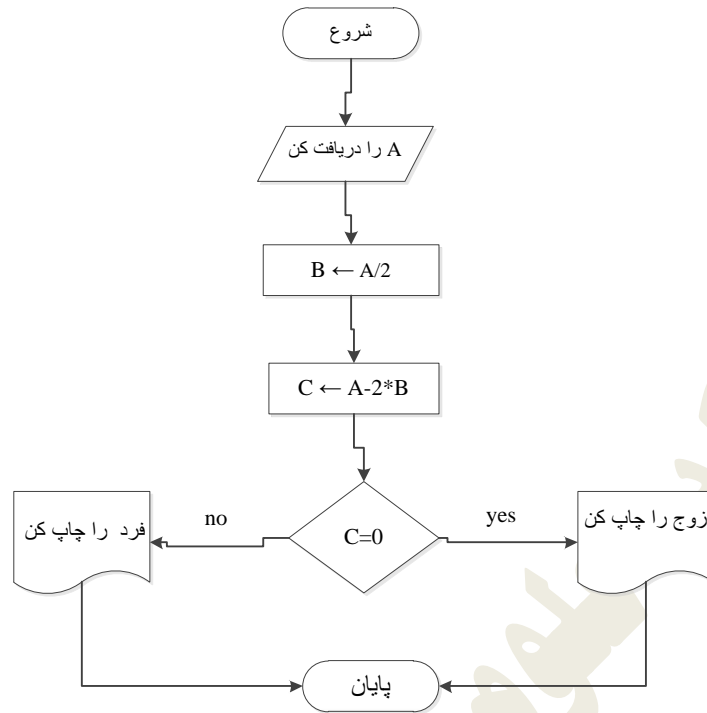 شروع
A را دریافت کن
B ← A/2
C ← A-2*B
C=0
no
yes
فرد را چاپ کن
زوج را چاپ کن
پایان